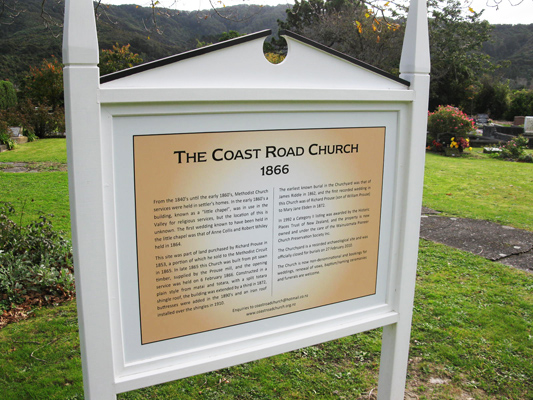 THE COAST ROAD CHURCH
1866
From the 1840's until the early 1860's, Methodist Church
services were held in settler's homes. In the early 1860's a
building, known as a "little chapel", was in use in the
Valley for religious services, but the location of this is
unknown. The first wedding known to have been held in
the little chapel was that of Anne Collis and Robert Wilkey
held in 1864.
This site was part of land purchased by Richard Prouse in
1853, a portion of which he sold to the Methodist Circuit
in 1865. In late 1865 this Church was built from pit sawn
timber, supplied by the Prouse mill, and the opening
service was held on 6 February 1866. Constructed in a
plain style from matai and totara, with a split totara
shingle roof, the building was extended by a third in 1872,
buttresses were added in the 1880's and an iron roof
installed over the shingles in 1920.
The earliest known burial in the Churchyard was that of
James Riddle in 1862, and the first recorded wedding in
this Church was of Richard Prouse (son of Richard Prouse)
to Mary Jane Eladen in 1871.
In 1992 a Category II listing was awarded by the Historic
Places Trust of New Zealand, and the property is now
owned and under the care of the Wainuiomata Pioneer
Church Preservation Society Inc.
The Churchyard is a recorded archaeological site and was
officially closed for burials on
The Church is now non denominational and bookings for
weddings, renewal of vows, baptism/naming ceremonies
and funerals are welcome.
Enquiries to coastroadchurch@hotmail.co.nz
www.coastroadchurch.org.nz